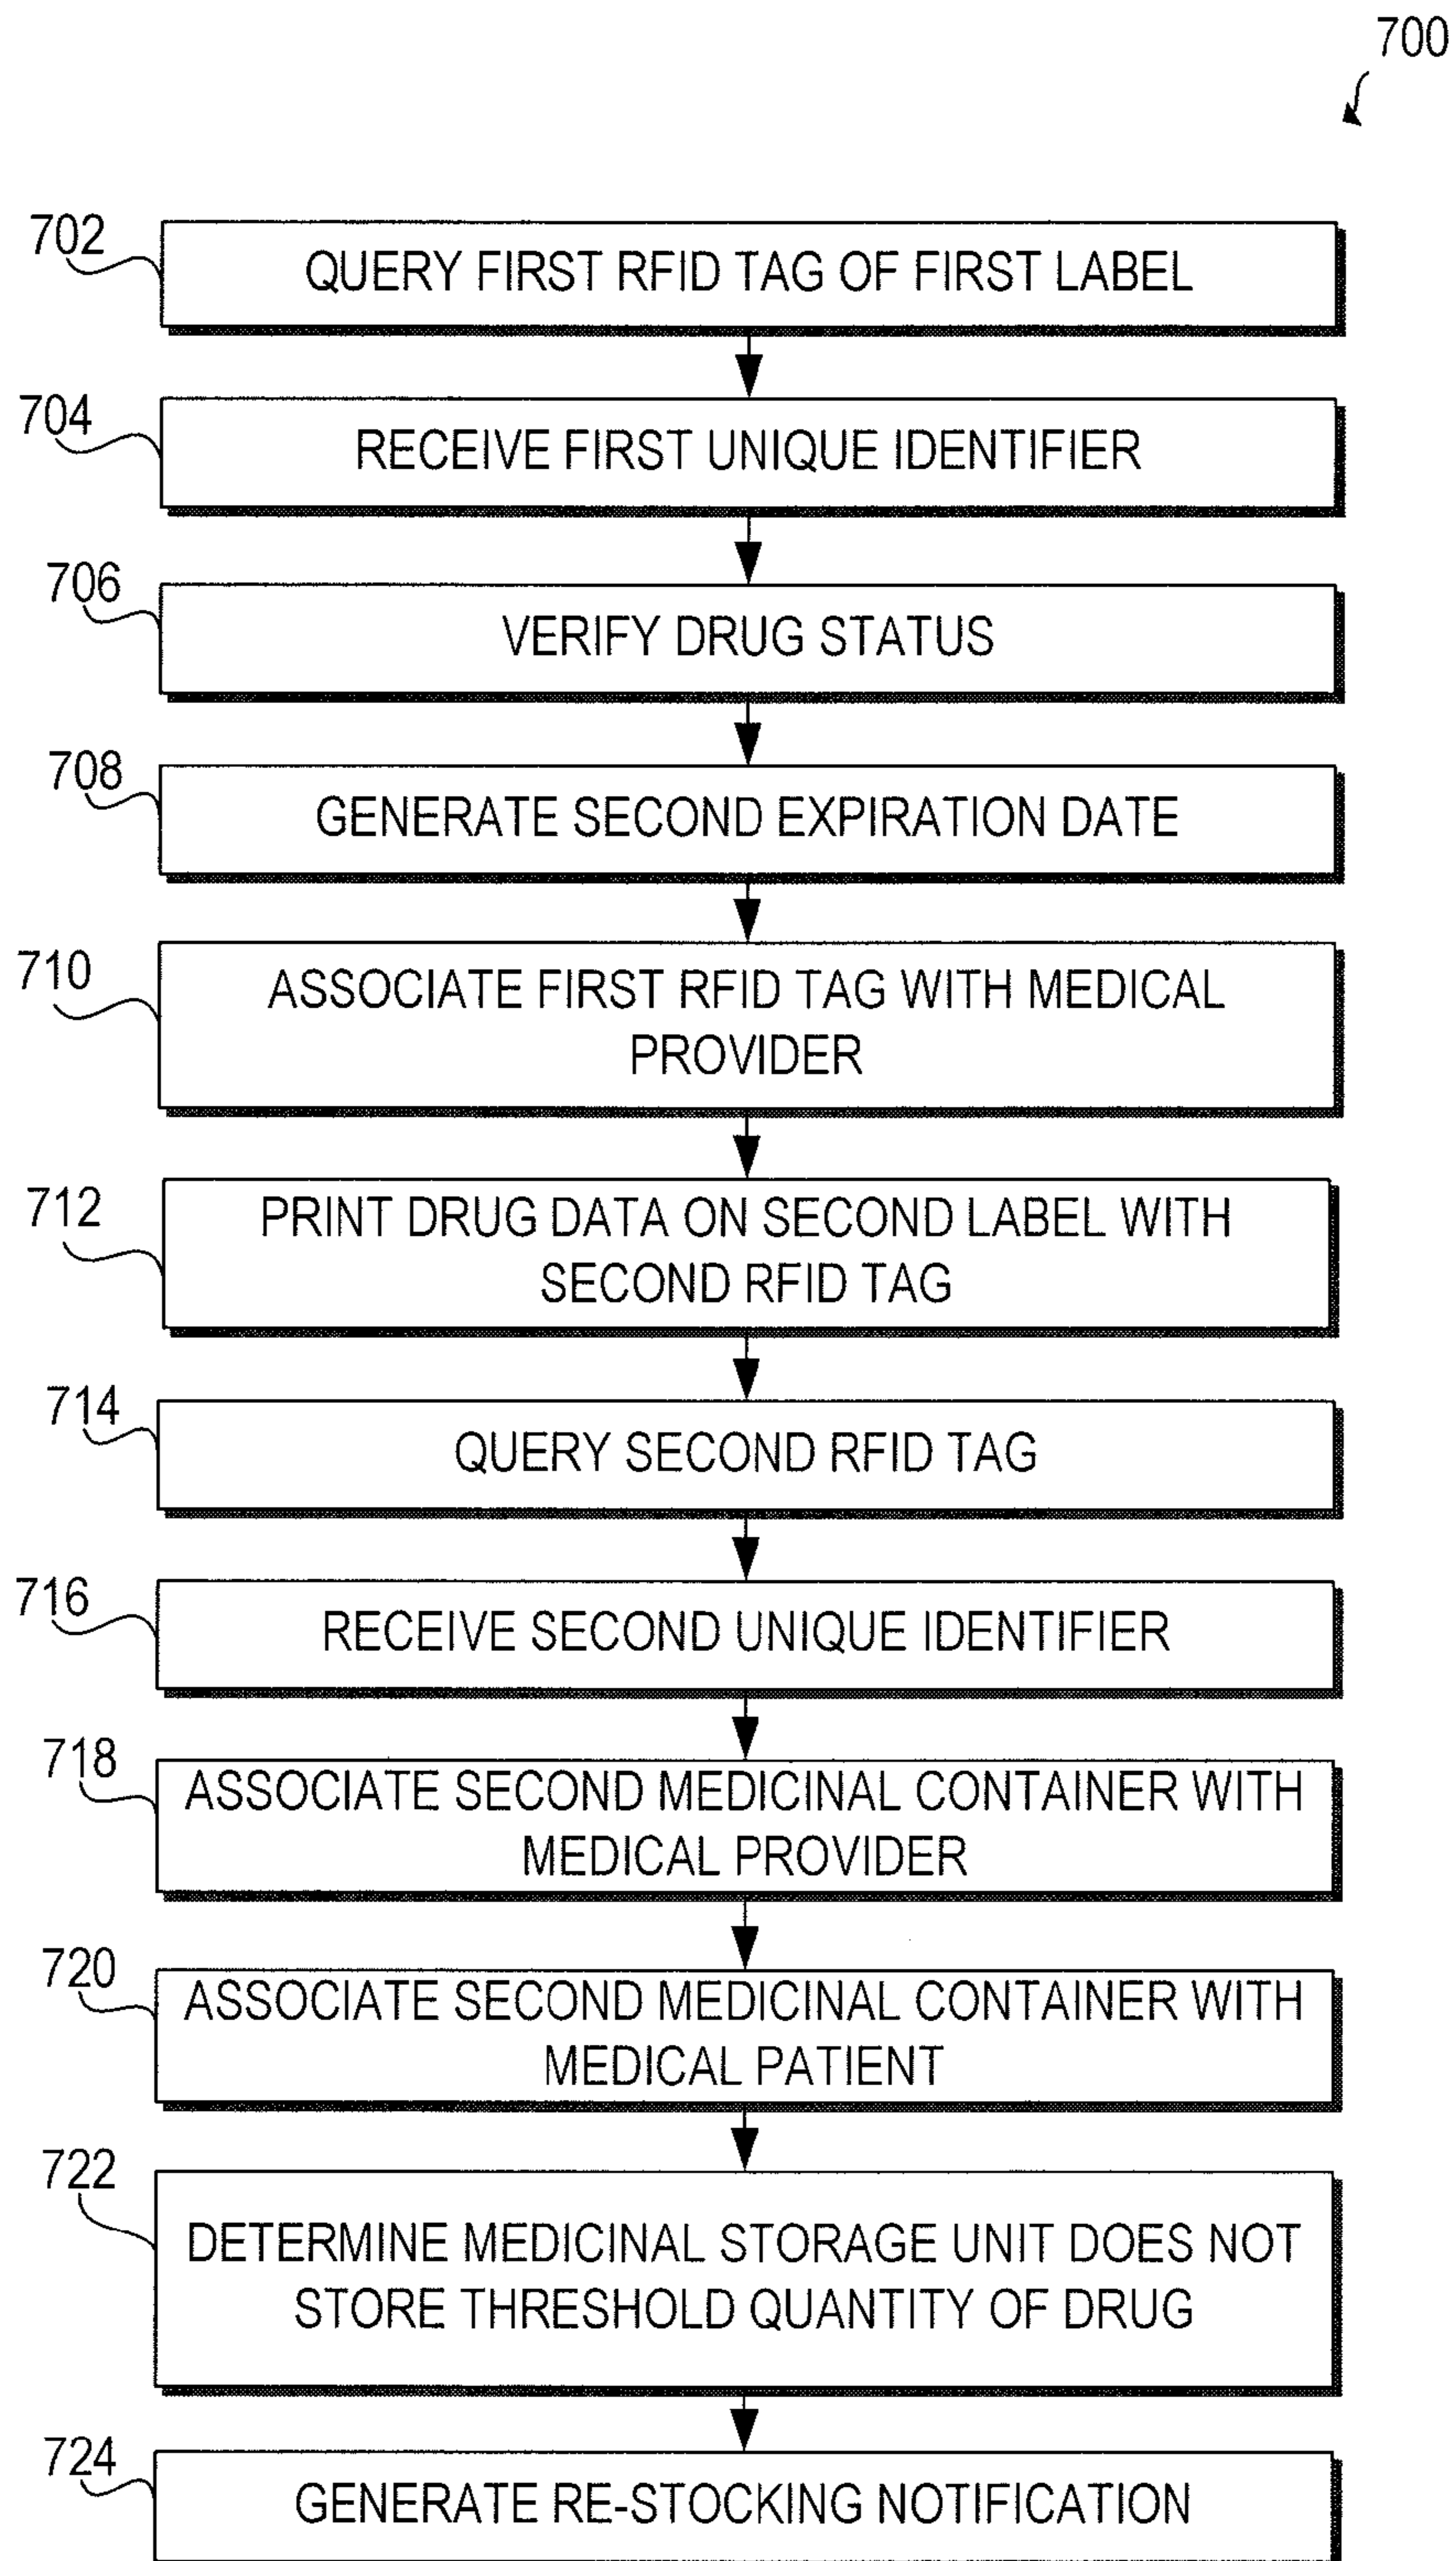 700
702
QUERY FIRST RFID TAG OF FIRST LABEL
704
RECEIVE FIRST UNIQUE IDENTIFIER
706
VERIFY DRUG STATUS
708
GENERATE SECOND EXPIRATION DATE
710
ASSOCIATE FIRST RFID TAG WITH MEDICAL
PROVIDER
712
PRINT DRUG DATA ON SECOND LABEL WITH
SECOND RFID TAG
714
QUERY SECOND RFID TAG
716
RECEIVE SECOND UNIQUE IDENTIFIER
718
ASSOCIATE SECOND MEDICINAL CONTAINER WITH
MEDICAL PROVIDER
720
ASSOCIATE SECOND MEDICINAL CONTAINER WITH
MEDICAL PATIENT
722
DETERMINE MEDICINAL STORAGE UNIT DOES NOT
STORE THRESHOLD QUANTITY OF DRUG
724
GENERATE RE-STOCKING NOTIFICATION